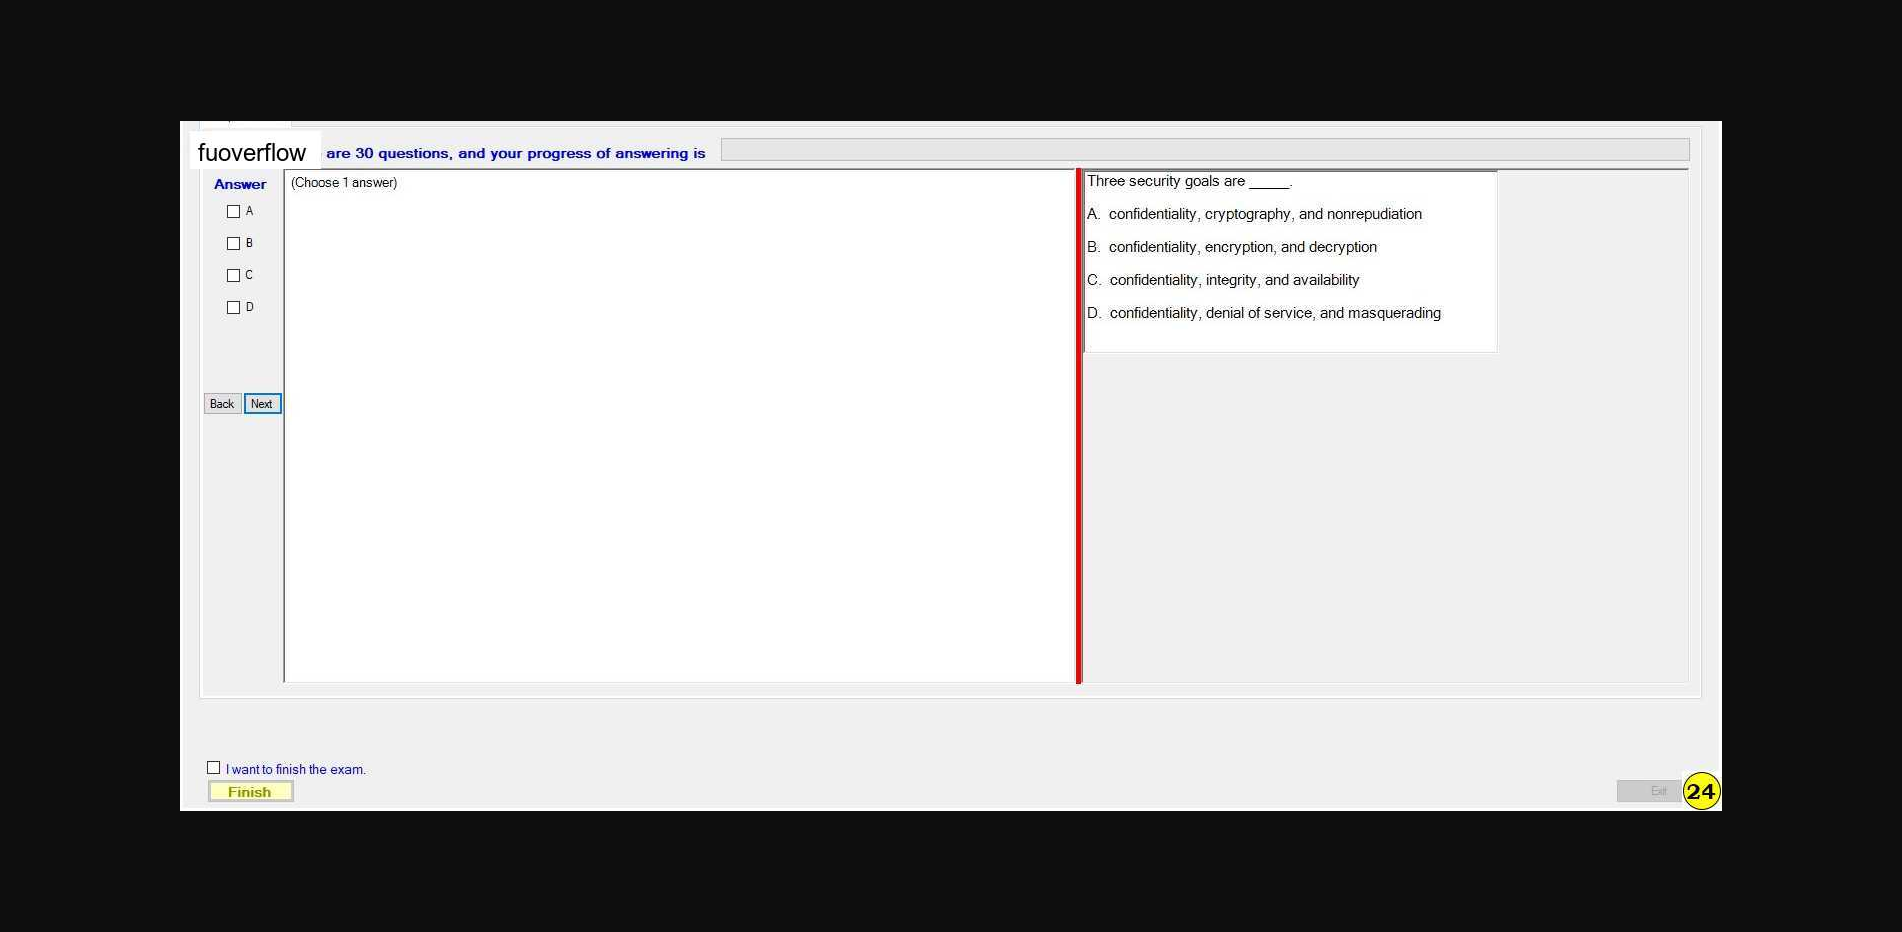 fuoverflow are 30 questions, and your progress of answering is
Answer
A
B
C
D
Back Next
(Choose 1 answer)
Three security goals are _____.
A. confidentiality, cryptography, and nonrepudiation
B. confidentiality, encryption, and decryption
C. confidentiality, integrity, and availability
D. confidentiality, denial of service, and masquerading
I want to finish the exam.
Finish
Exit
24